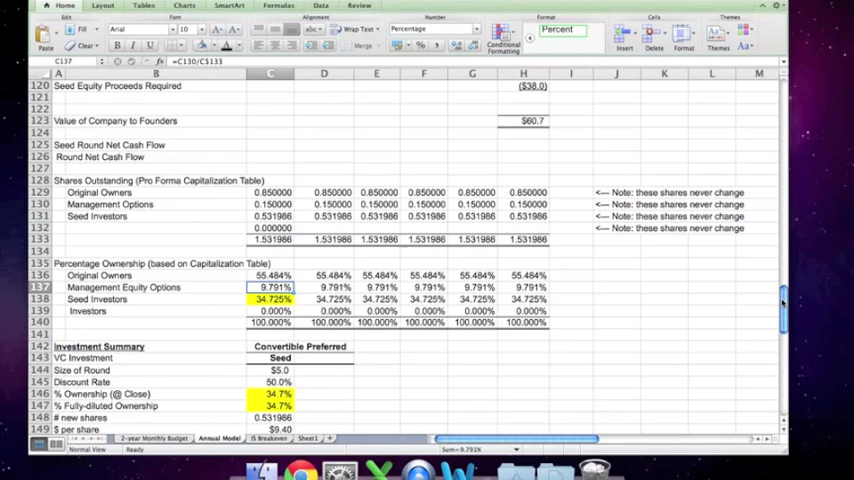 Home Layout Tables Charts SmartArt Formulas Data Review
Edit Font Alignment Number Format Cells Themes
Fill Arial 10 abc Wrap Text Percentage Percent
Paste Clear B I U Merge % Conditional Formatting Insert Delete Format Themes Aa
C137 fx =C130/C$133
A B C D E F G H I J K L M
120 Seed Equity Proceeds Required ($38.0)
121
122
123 Value of Company to Founders $60.7
124
125 Seed Round Net Cash Flow
126 Round Net Cash Flow
127
128 Shares Outstanding (Pro Forma Capitalization Table)
129 Original Owners 0.850000 0.850000 0.850000 0.850000 0.850000 0.850000 <--- Note: these shares never change
130 Management Options 0.150000 0.150000 0.150000 0.150000 0.150000 0.150000 <--- Note: these shares never change
131 Seed Investors 0.531986 0.531986 0.531986 0.531986 0.531986 0.531986 <--- Note: these shares never change
132 0.000000 <--- Note: these shares never change
133 1.531986 1.531986 1.531986 1.531986 1.531986 1.531986
134
135 Percentage Ownership (based on Capitalization Table)
136 Original Owners 55.484% 55.484% 55.484% 55.484% 55.484% 55.484%
137 Management Equity Options 9.791% 9.791% 9.791% 9.791% 9.791% 9.791%
138 Seed Investors 34.725% 34.725% 34.725% 34.725% 34.725% 34.725%
139 Investors 0.000% 0.000% 0.000% 0.000% 0.000% 0.000%
140 100.000% 100.000% 100.000% 100.000% 100.000% 100.000%
141
142 Investment Summary Convertible Preferred
143 VC Investment Seed
144 Size of Round $5.0
145 Discount Rate 50.0%
146 % Ownership (@ Close) 34.7%
147 % Fully-diluted Ownership 34.7%
148 # new shares 0.531986
149 $ per share $9.40
2-year Monthly Budget Annual Model IS Breakeven Sheet1 +
Normal View Ready Sum=9.791%